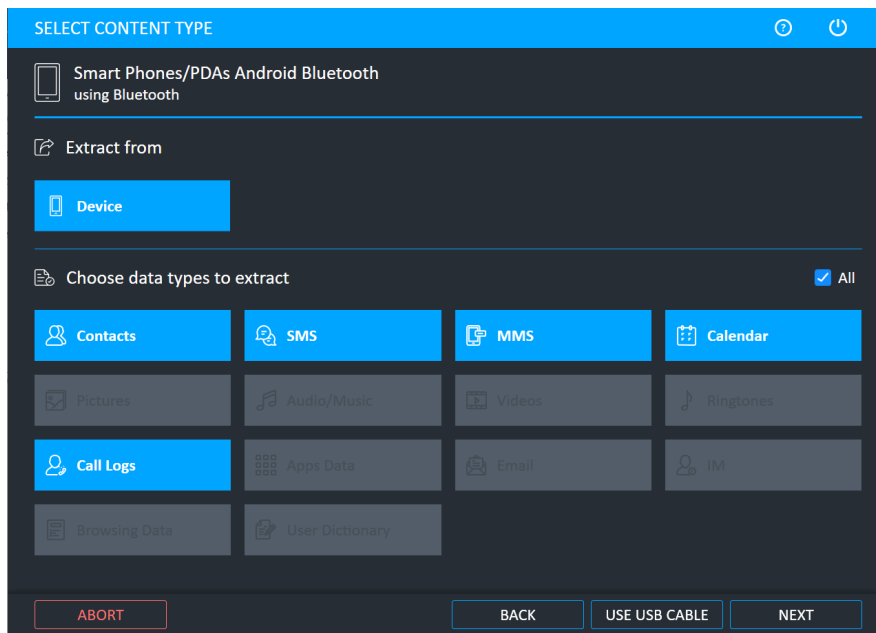 SELECT CONTENT TYPE
Smart Phones/PDAs Android Bluetooth
using Bluetooth
Extract from
Device
Choose data types to extract
All
Contacts
SMS
MMS
Calendar
Pictures
Audio/Music
Videos
Ringtones
Call Logs
Apps Data
Email
IM
Browsing Data
User Dictionary
ABORT
BACK
USE USB CABLE
NEXT